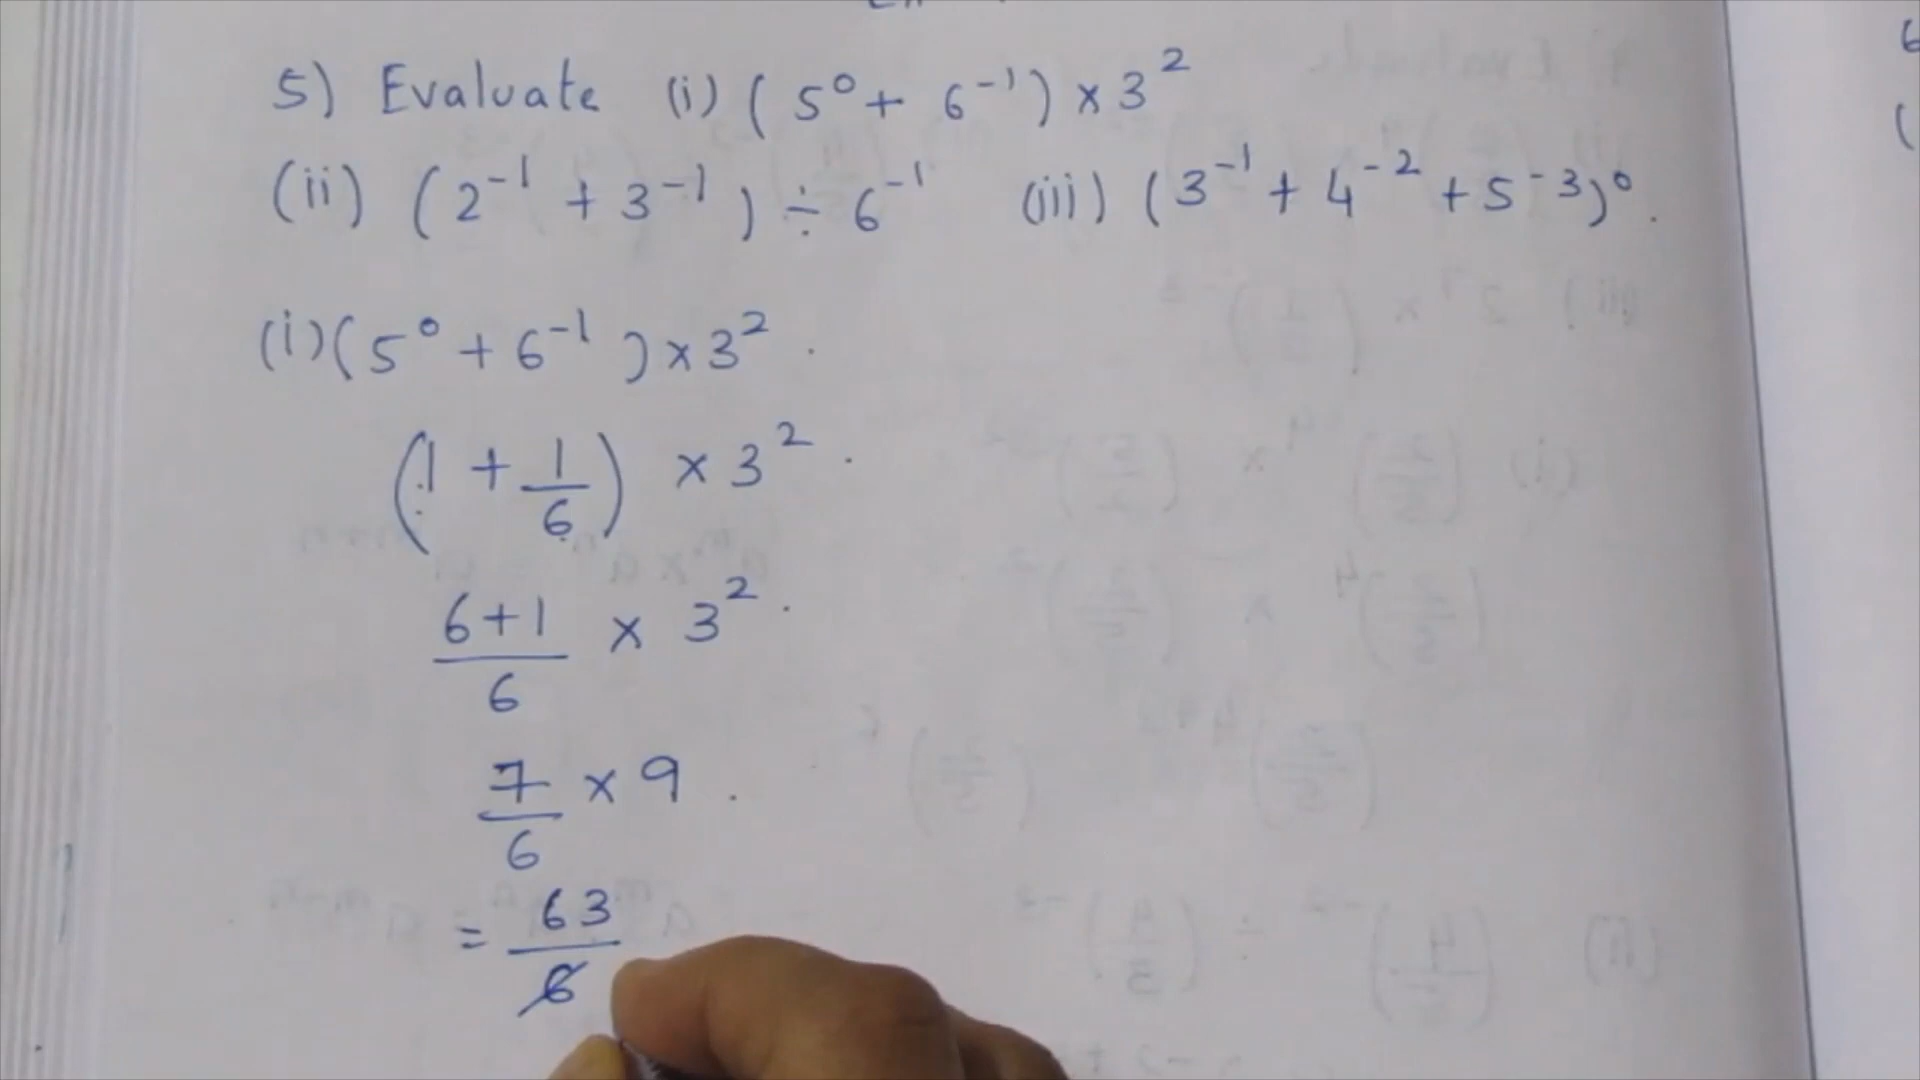 5) Evaluate (i) (5⁰ + 6⁻¹) × 3²
(ii) (2⁻¹ + 3⁻¹) ÷ 6⁻¹ (iii) (3⁻¹ + 4⁻² + 5⁻³)⁰.
(i) (5⁰ + 6⁻¹) × 3².
(1 + 1/6) × 3².
6+1/6 × 3².
7/6 × 9.
= 63/6